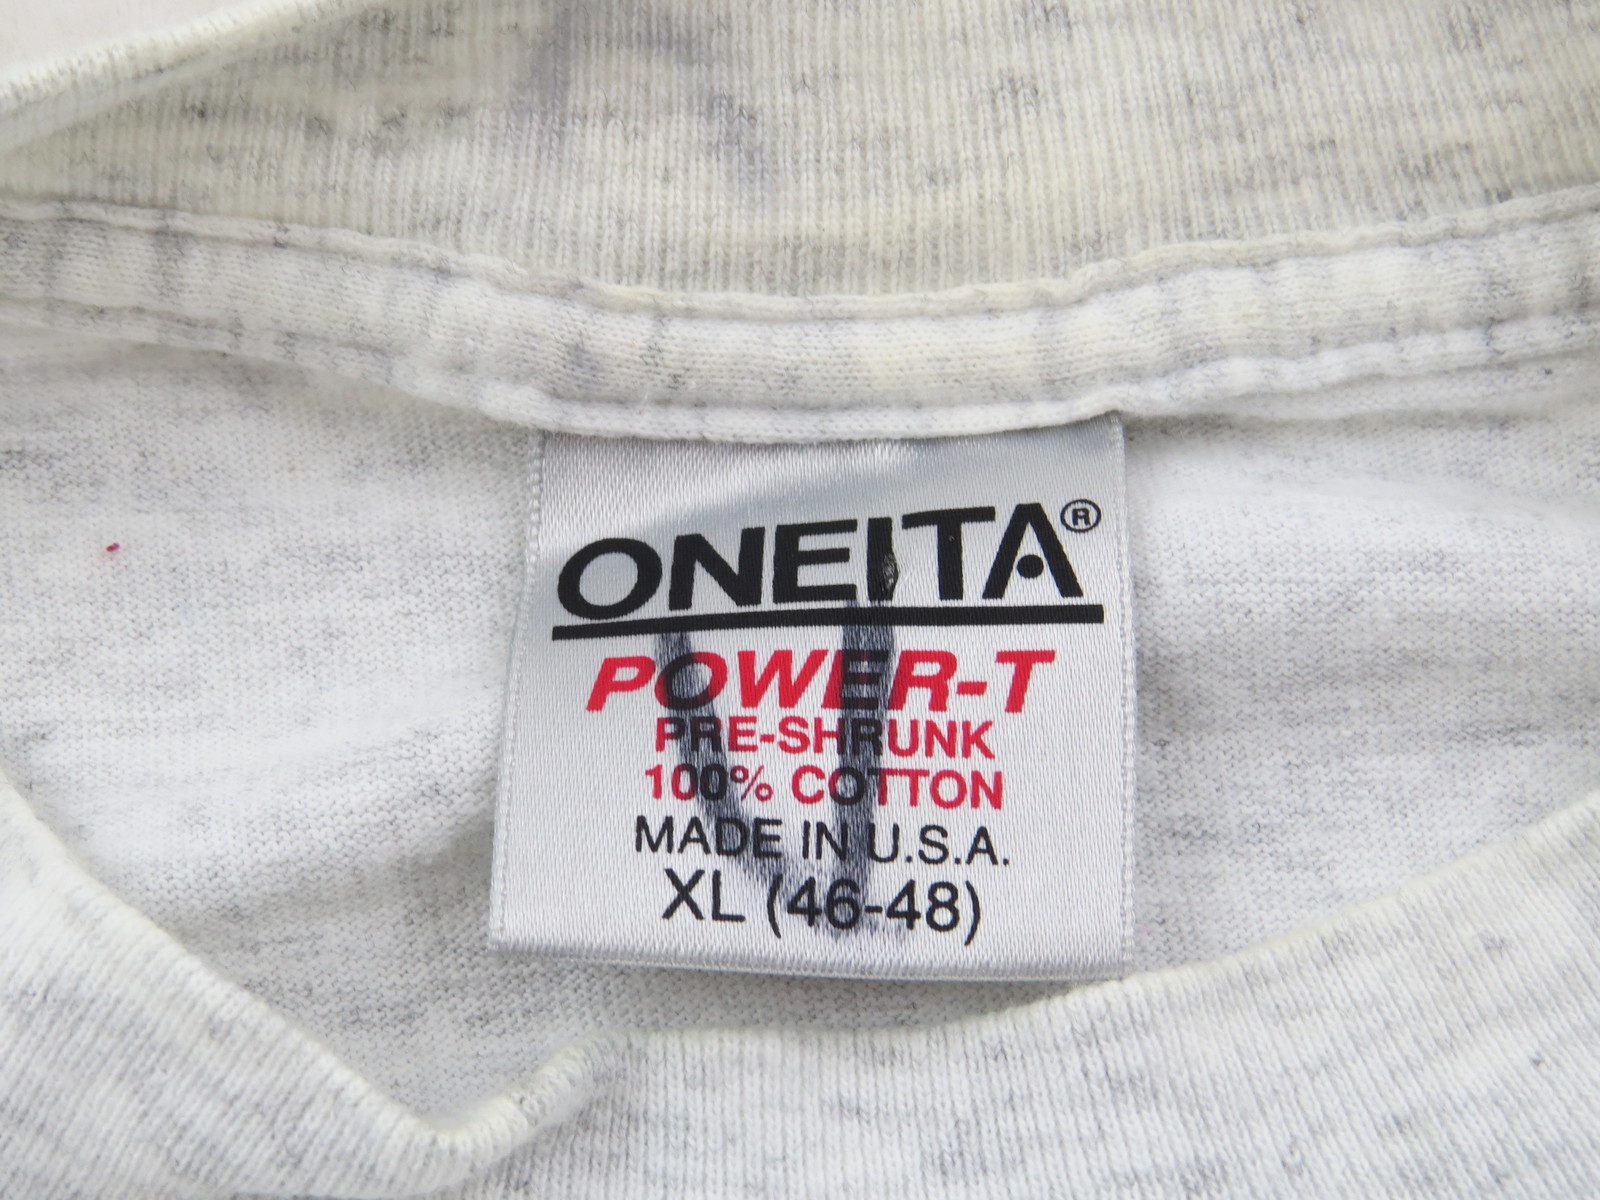 ONEITA®
POWER-T
PRE-SHRUNK
100% COTTON
MADE IN U.S.A.
XL (46-48)